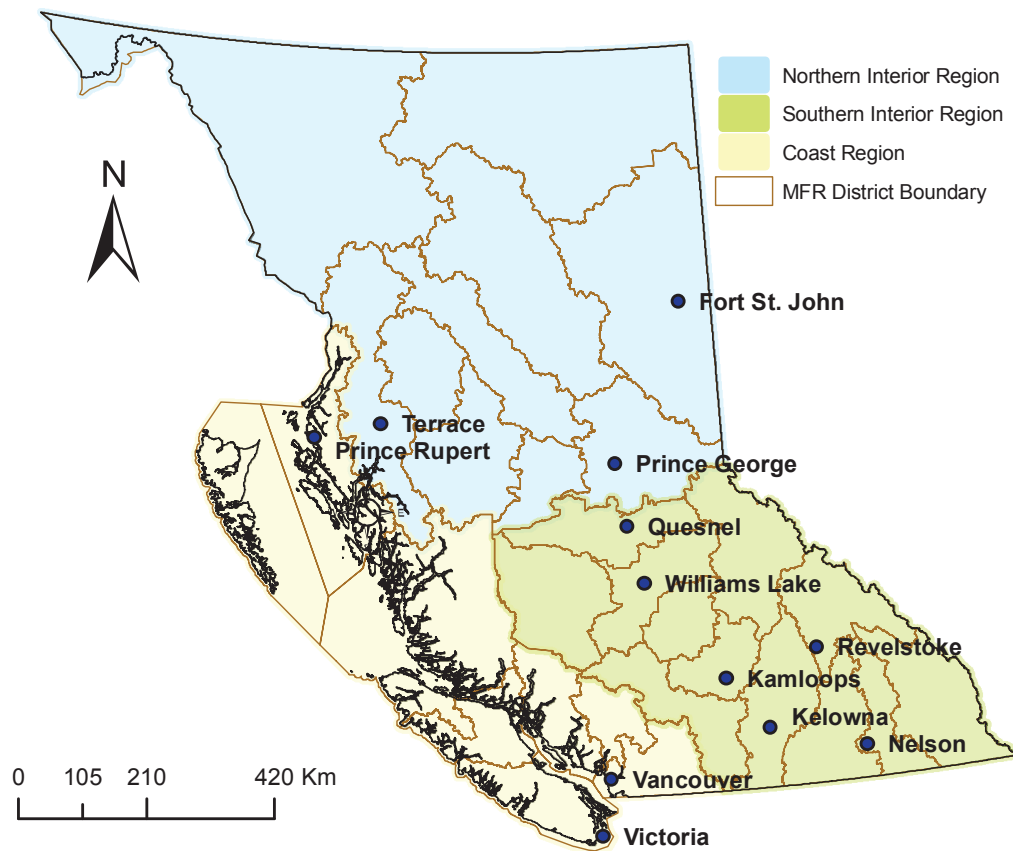 Northern Interior Region
Southern Interior Region
Coast Region
MFR District Boundary
N
Fort St. John
Terrace
Prince Rupert
Prince George
Quesnel
Williams Lake
Revelstoke
Kamloops
Kelowna
Nelson
Vancouver
Victoria
0 105 210 420 Km